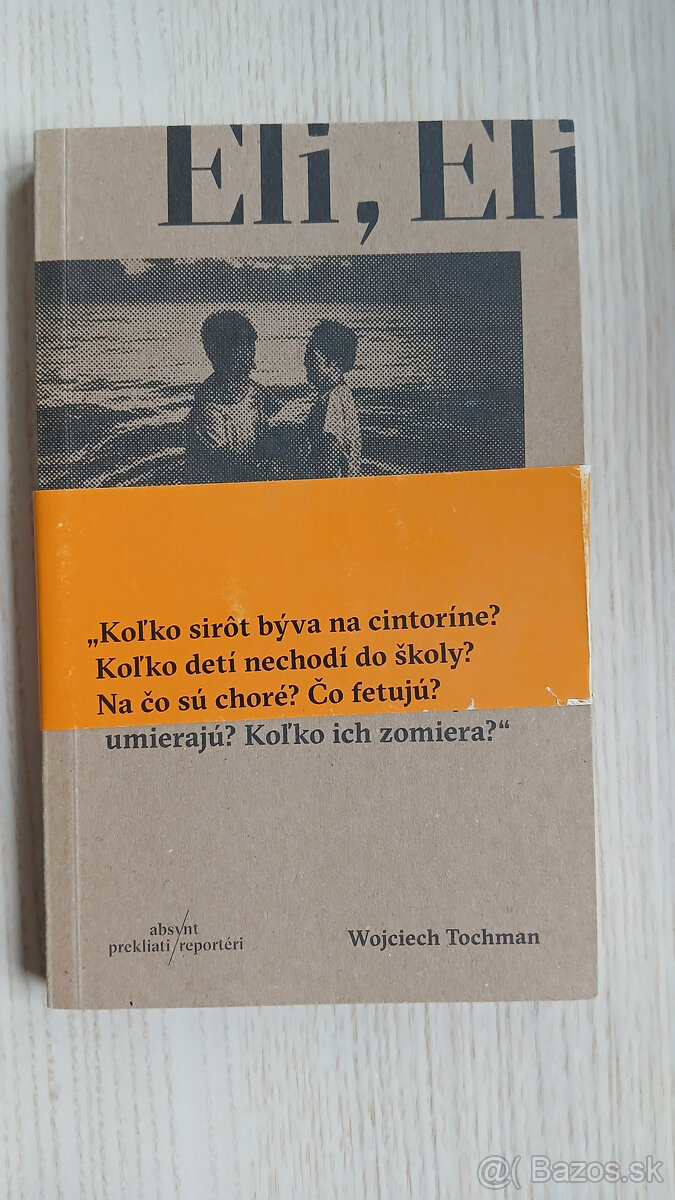 Eli, Eli
„Koľko sirôt býva na cintoríne?
Koľko detí nechodí do školy?
Na čo sú choré? Čo fetujú?
umierajú? Koľko ich zomiera?“
absynt
prekliati/reportéri
Wojciech Tochman
@( Bazos.sk